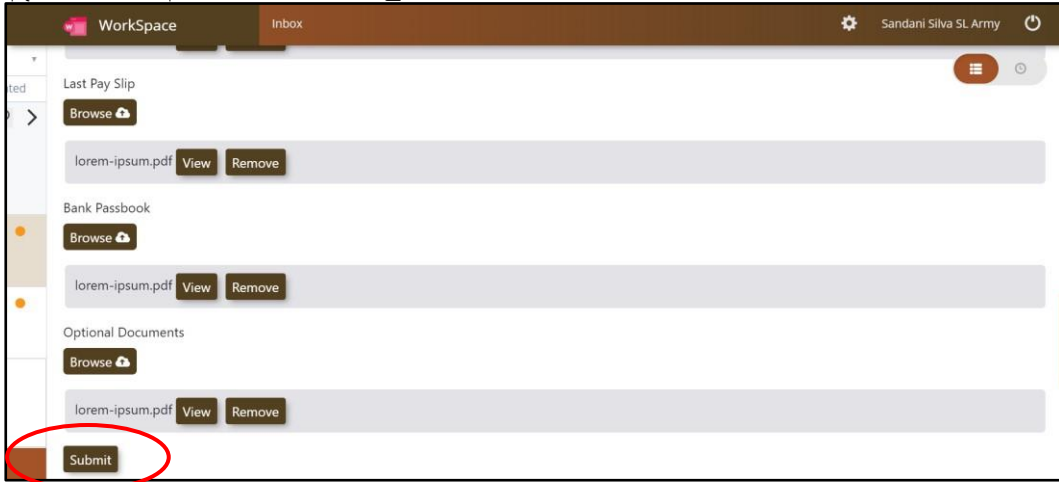 WorkSpace Inbox Sandani Silva SL Army
Last Pay Slip
Browse
lorem-ipsum.pdf View Remove
Bank Passbook
Browse
lorem-ipsum.pdf View Remove
Optional Documents
Browse
lorem-ipsum.pdf View Remove
Submit